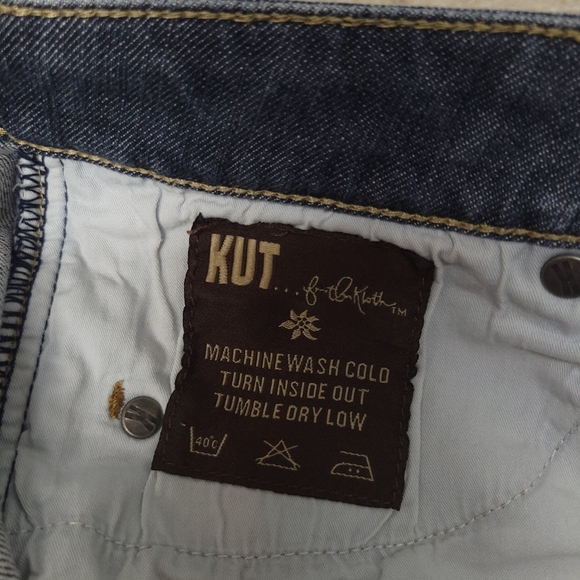 KUT...from the Kloth™
MACHINE WASH COLD
TURN INSIDE OUT
TUMBLE DRY LOW
40°C